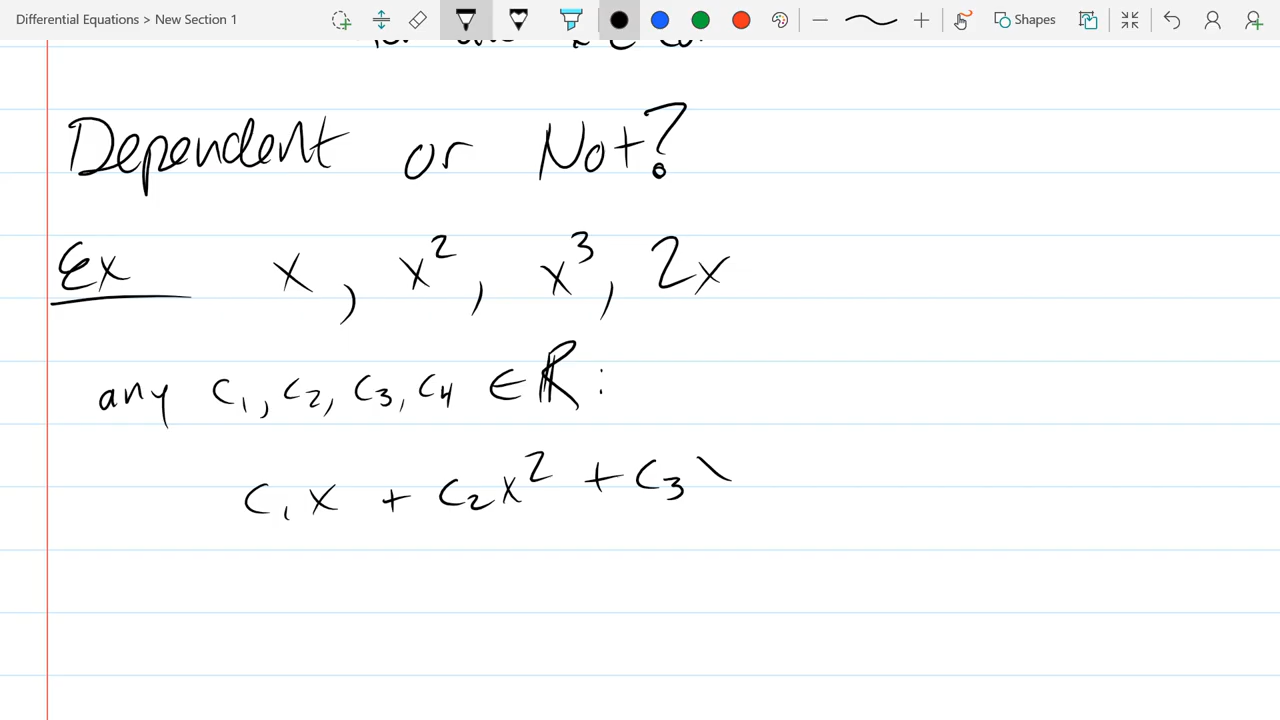 Differential Equations > New Section 1
Shapes
Dependent or Not?
Ex x, x², x³, 2x
any c₁, c₂, c₃, c₄ ∈ ℝ :
c₁x + c₂x² + c₃